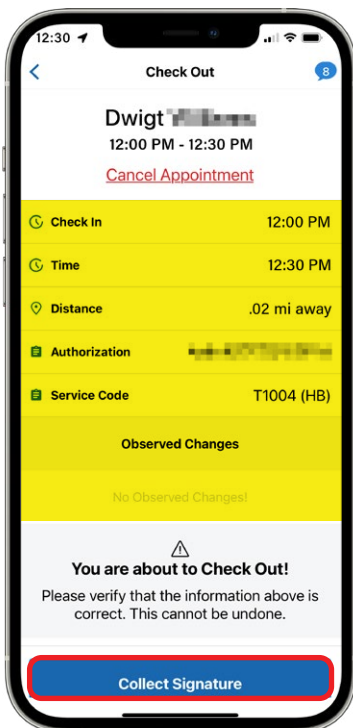 12:30
Check Out
8
Dwigt
12:00 PM - 12:30 PM
Cancel Appointment
Check In 12:00 PM
Time 12:30 PM
Distance .02 mi away
Authorization
Service Code T1004 (HB)
Observed Changes
No Observed Changes!
You are about to Check Out!
Please verify that the information above is
correct. This cannot be undone.
Collect Signature